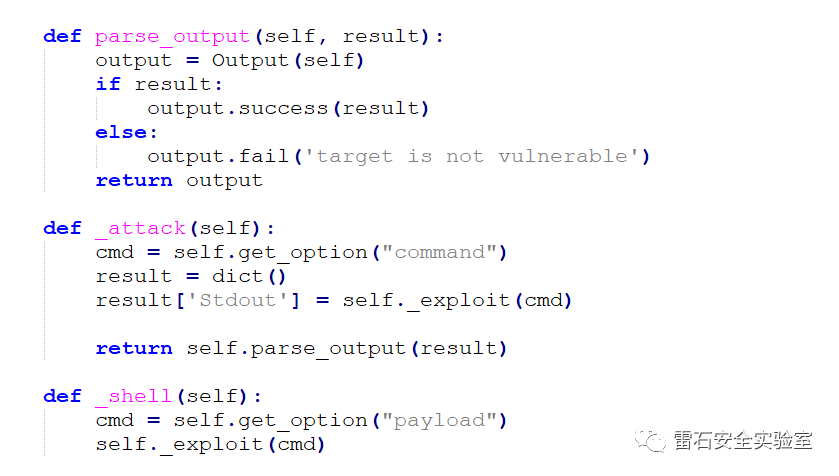 def parse_output(self, result):
    output = Output(self)
    if result:
        output.success(result)
    else:
        output.fail('target is not vulnerable')
    return output

def _attack(self):
    cmd = self.get_option("command")
    result = dict()
    result['Stdout'] = self._exploit(cmd)

    return self.parse_output(result)

def _shell(self):
    cmd = self.get_option("payload")
    self._exploit(cmd)
雷石安全实验室